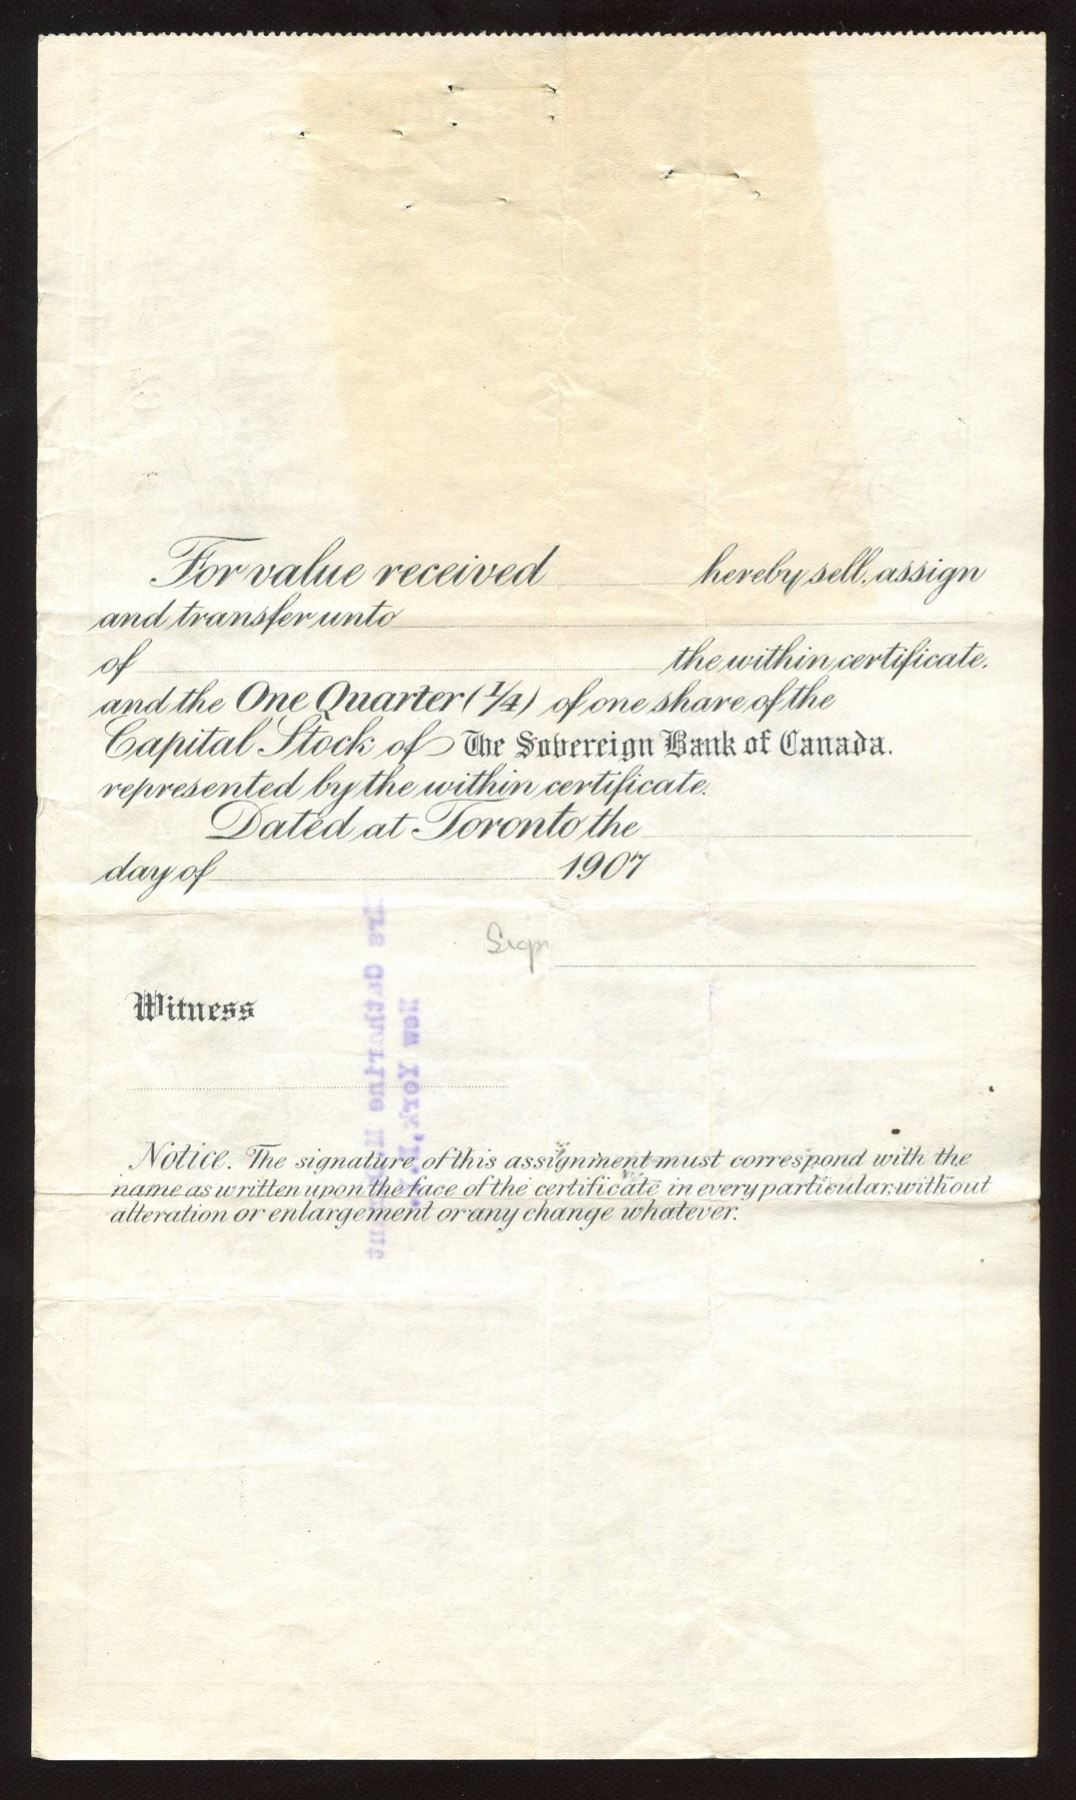 For value received hereby sell, assign
and transfer unto
of the within certificate.
and the One Quarter (1/4) of one share of the
Capital Stock of The Sovereign Bank of Canada.
represented by the within certificate.
Dated at Toronto the
day of 1907
Sign
Witness
Notice. The signature of this assignment must correspond with the
name as written upon the face of the certificate in every particular, without
alteration or enlargement or any change whatever.
Mrs Catharine
New York, N.Y.